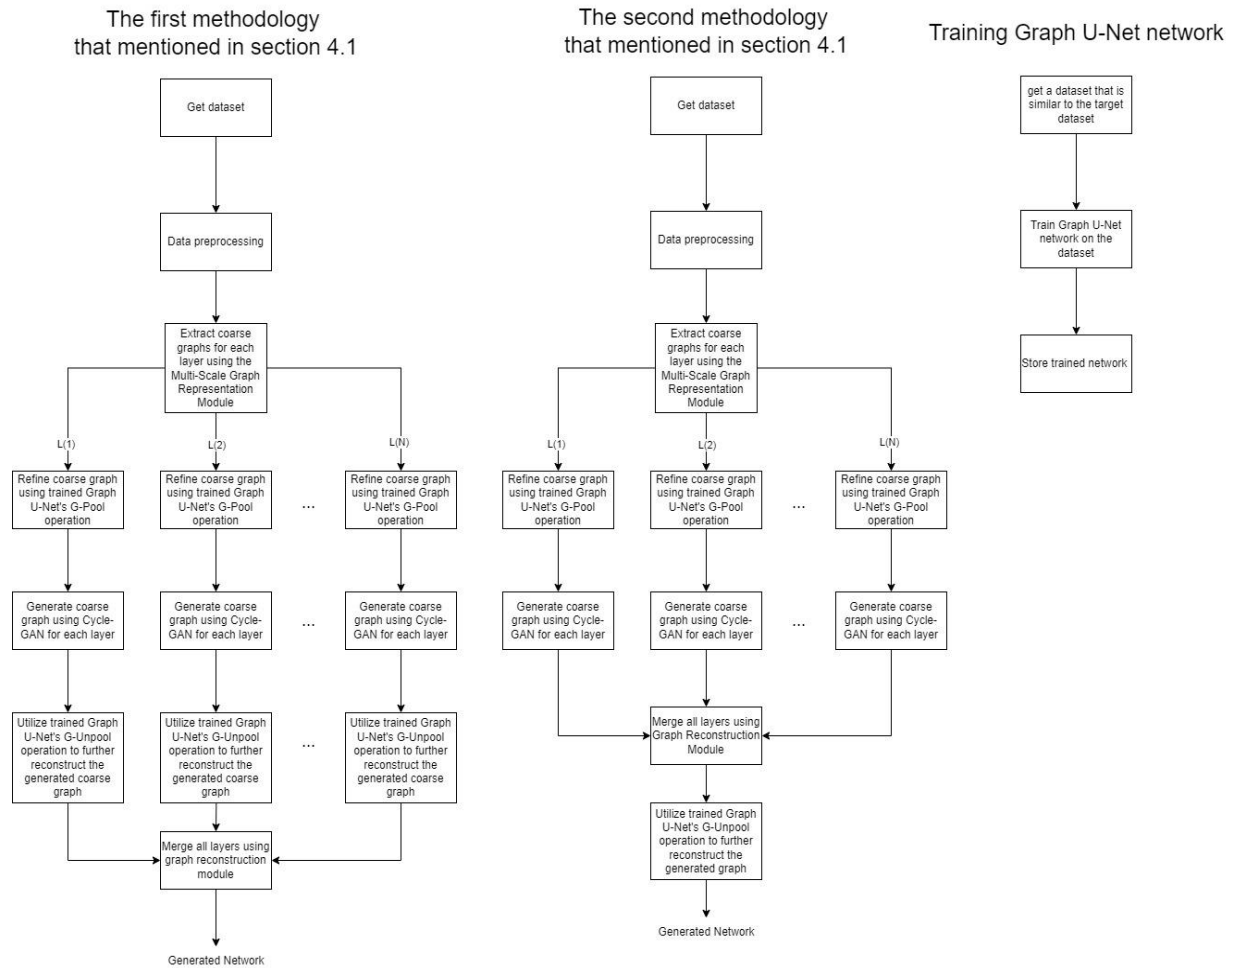 The first methodology
that mentioned in section 4.1
Get dataset
Data preprocessing
Extract coarse
graphs for each
layer using the
Multi-Scale Graph
Representation
Module
L(1)
L(2)
L(N)
Refine coarse graph
using trained Graph
U-Net's G-Pool
operation
Refine coarse graph
using trained Graph
U-Net's G-Pool
operation
...
Refine coarse graph
using trained Graph
U-Net's G-Pool
operation
Generate coarse
graph using Cycle-
GAN for each layer
Generate coarse
graph using Cycle-
GAN for each layer
...
Generate coarse
graph using Cycle-
GAN for each layer
Utilize trained Graph
U-Net's G-Unpool
operation to further
reconstruct the
generated coarse
graph
Utilize trained Graph
U-Net's G-Unpool
operation to further
reconstruct the
generated coarse
graph
...
Utilize trained Graph
U-Net's G-Unpool
operation to further
reconstruct the
generated coarse
graph
Merge all layers using
graph reconstruction
module
Generated Network
The second methodology
that mentioned in section 4.1
Get dataset
Data preprocessing
Extract coarse
graphs for each
layer using the
Multi-Scale Graph
Representation
Module
L(1)
L(2)
L(N)
Refine coarse graph
using trained Graph
U-Net's G-Pool
operation
Refine coarse graph
using trained Graph
U-Net's G-Pool
operation
...
Refine coarse graph
using trained Graph
U-Net's G-Pool
operation
Generate coarse
graph using Cycle-
GAN for each layer
Generate coarse
graph using Cycle-
GAN for each layer
...
Generate coarse
graph using Cycle-
GAN for each layer
Merge all layers using
Graph Reconstruction
Module
Utilize trained Graph
U-Net's G-Unpool
operation to further
reconstruct the
generated graph
Generated Network
Training Graph U-Net network
get a dataset that is
similar to the target
dataset
Train Graph U-Net
network on the
dataset
Store trained network